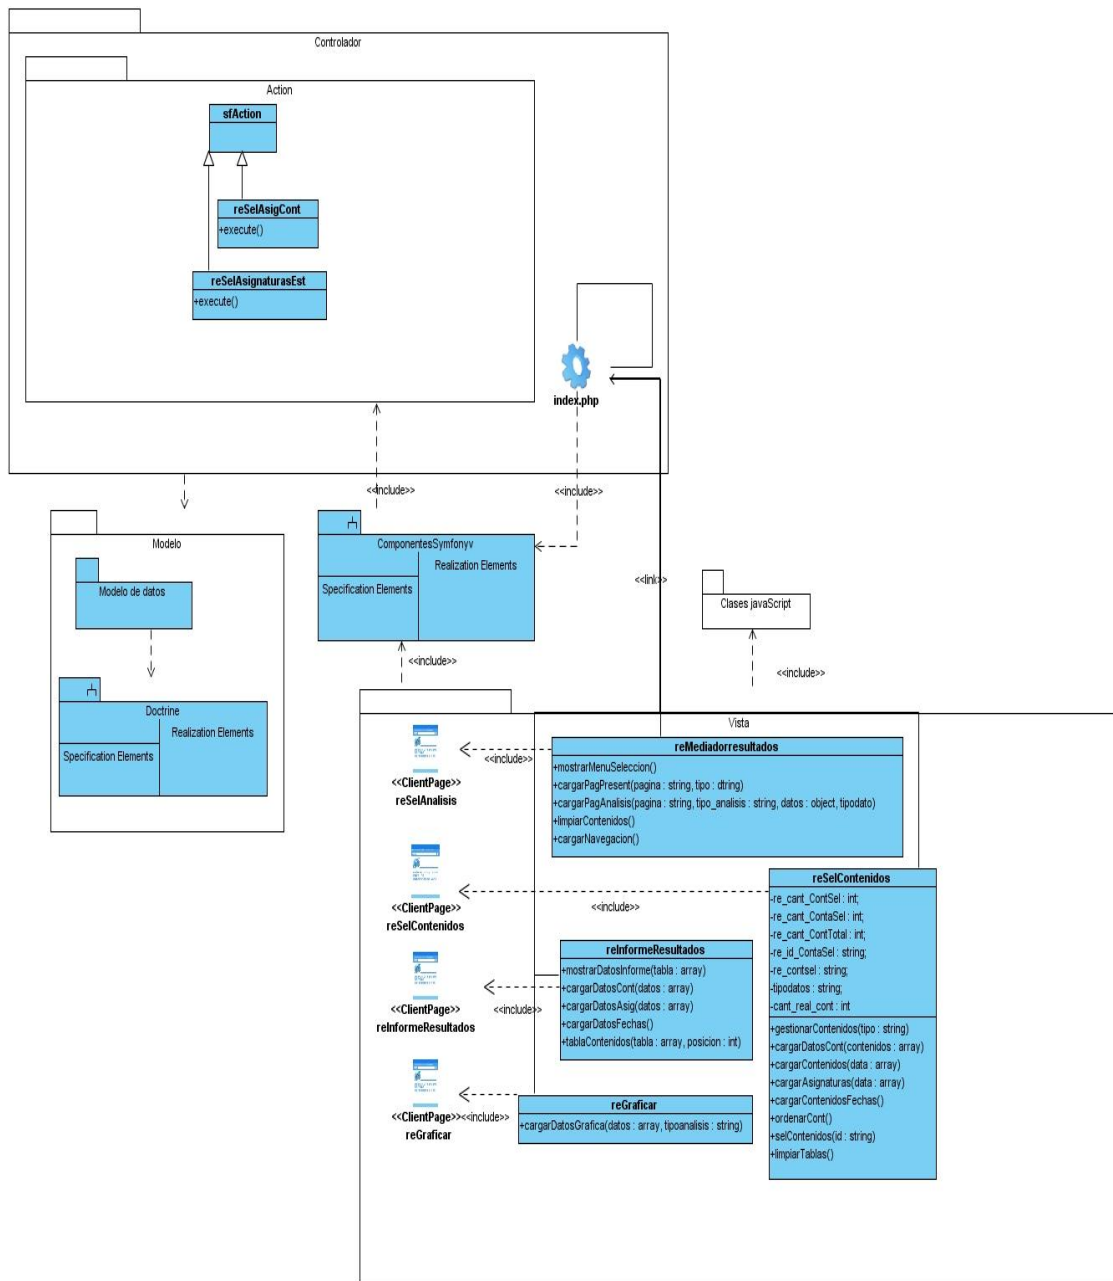 Controlador
Action
sfAction
reSelAsigCont
+execute()
reSelAsignaturasEst
+execute()
index.php
<<include>>
<<include>>
Modelo
Modelo de datos
Doctrine
Specification Elements
Realization Elements
ComponentesSymfonyv
Specification Elements
Realization Elements
<<link>>
Clases javaScript
<<include>>
<<include>>
Vista
<<ClientPage>>
reSelAnalisis
<<include>>
reMediadorresultados
+mostrarMenuSeleccion()
+cargarPagPresent(pagina : string, tipo : dtring)
+cargarPagAnalisis(pagina : string, tipo_analisis : string, datos : object, tipodato)
+limpiarContenidos()
+cargarNavegacion()
<<ClientPage>>
reSelContenidos
<<include>>
reSelContenidos
-re_cant_ContSel : int;
-re_cant_ContaSel : int;
-re_cant_ContTotal : int;
-re_id_ContaSel : string;
-re_contsel : string;
-tipodatos : string;
-cant_real_cont : int
+gestionarContenidos(tipo : string)
+cargarDatosCont(contenidos : array)
+cargarContenidos(data : array)
+cargarAsignaturas(data : array)
+cargarContenidosFechas()
+ordenarCont()
+selContenidos(id : string)
+limpiarTablas()
<<ClientPage>>
reInformeResultados
<<include>>
reInformeResultados
+mostrarDatosInforme(tabla : array)
+cargarDatosCont(datos : array)
+cargarDatosAsig(datos : array)
+cargarDatosFechas()
+tablaContenidos(tabla : array, posicion : int)
<<ClientPage>>
reGraficar
<<include>>
reGraficar
+cargarDatosGrafica(datos : array, tipoanalisis : string)